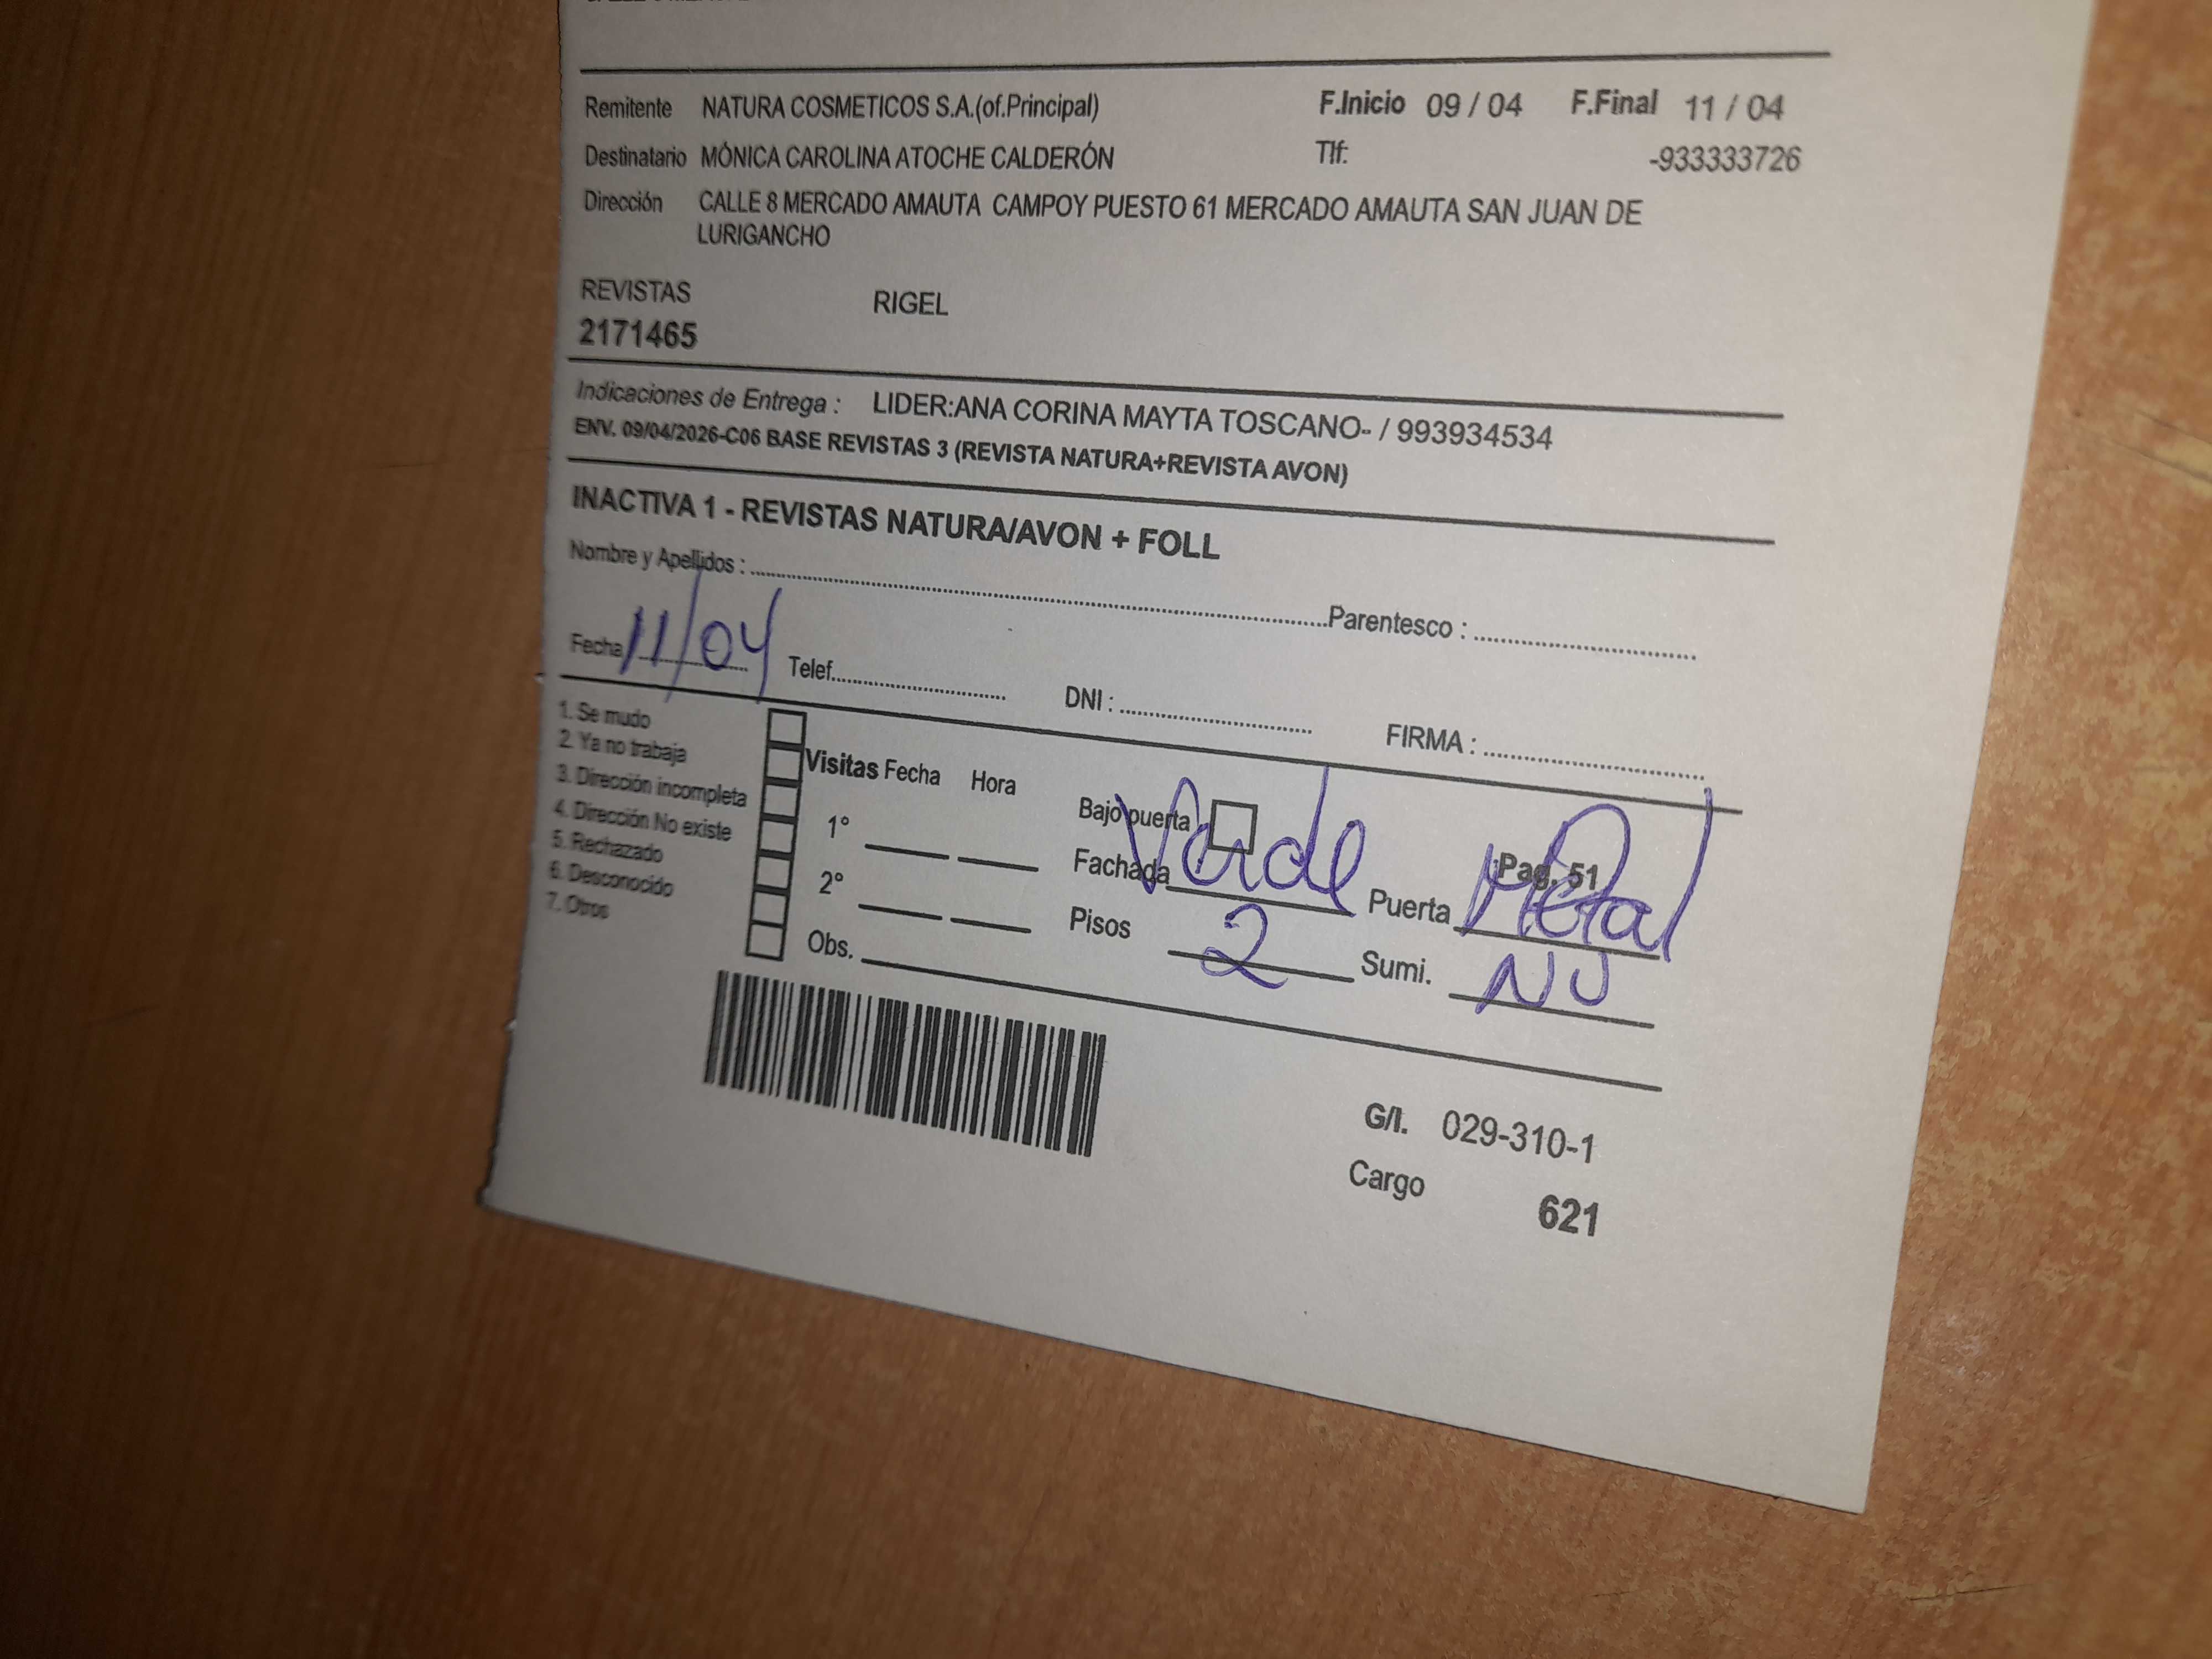 Remitente NATURA COSMETICOS S.A.(of.Principal) F.Inicio 09 / 04 F.Final 11 / 04
Destinatario MÓNICA CAROLINA ATOCHE CALDERÓN Tlf: -933333726
Dirección CALLE 8 MERCADO AMAUTA CAMPOY PUESTO 61 MERCADO AMAUTA SAN JUAN DE
LURIGANCHO
REVISTAS RIGEL
2171465
Indicaciones de Entrega : LIDER:ANA CORINA MAYTA TOSCANO- / 993934534
ENV. 09/04/2026-C06 BASE REVISTAS 3 (REVISTA NATURA+REVISTA AVON)
INACTIVA 1 - REVISTAS NATURA/AVON + FOLL
Nombre y Apellidos : Parentesco :
Fecha 11/04 Telef. DNI : FIRMA :
1. Se mudo
2. Ya no trabaja
3. Dirección incompleta
4. Dirección No existe
5. Rechazado
6. Desconocido
7. Otros
Visitas Fecha Hora
1°
2°
Obs.
Bajo puerta
Pag. 51
Fachada Verde Puerta Metal
Pisos 2 Sumi. NO
G/I. 029-310-1
Cargo 621